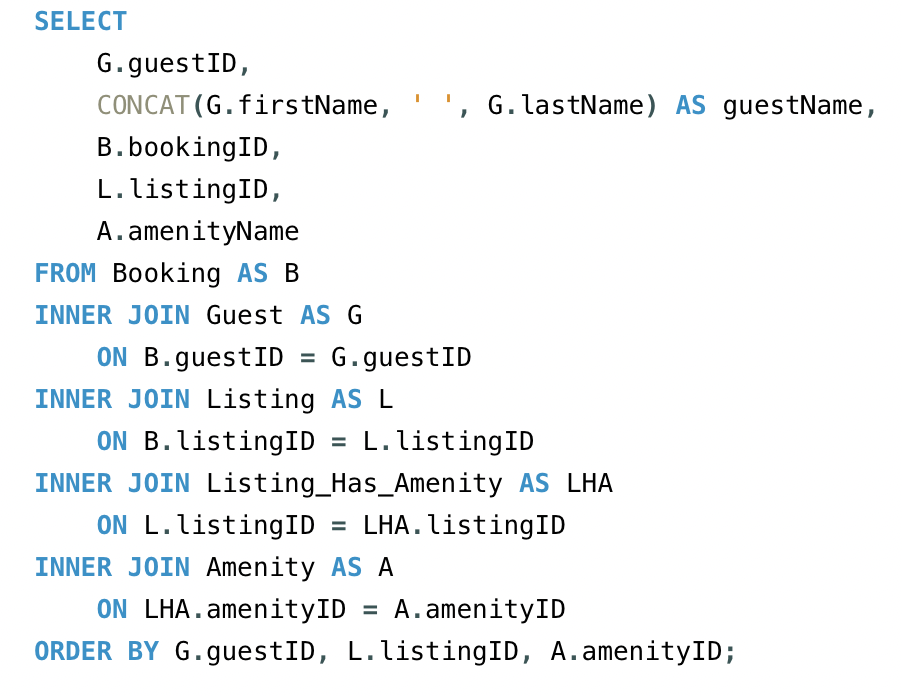 SELECT
    G.guestID,
    CONCAT(G.firstName, ' ', G.lastName) AS guestName,
    B.bookingID,
    L.listingID,
    A.amenityName
FROM Booking AS B
INNER JOIN Guest AS G
    ON B.guestID = G.guestID
INNER JOIN Listing AS L
    ON B.listingID = L.listingID
INNER JOIN Listing_Has_Amenity AS LHA
    ON L.listingID = LHA.listingID
INNER JOIN Amenity AS A
    ON LHA.amenityID = A.amenityID
ORDER BY G.guestID, L.listingID, A.amenityID;